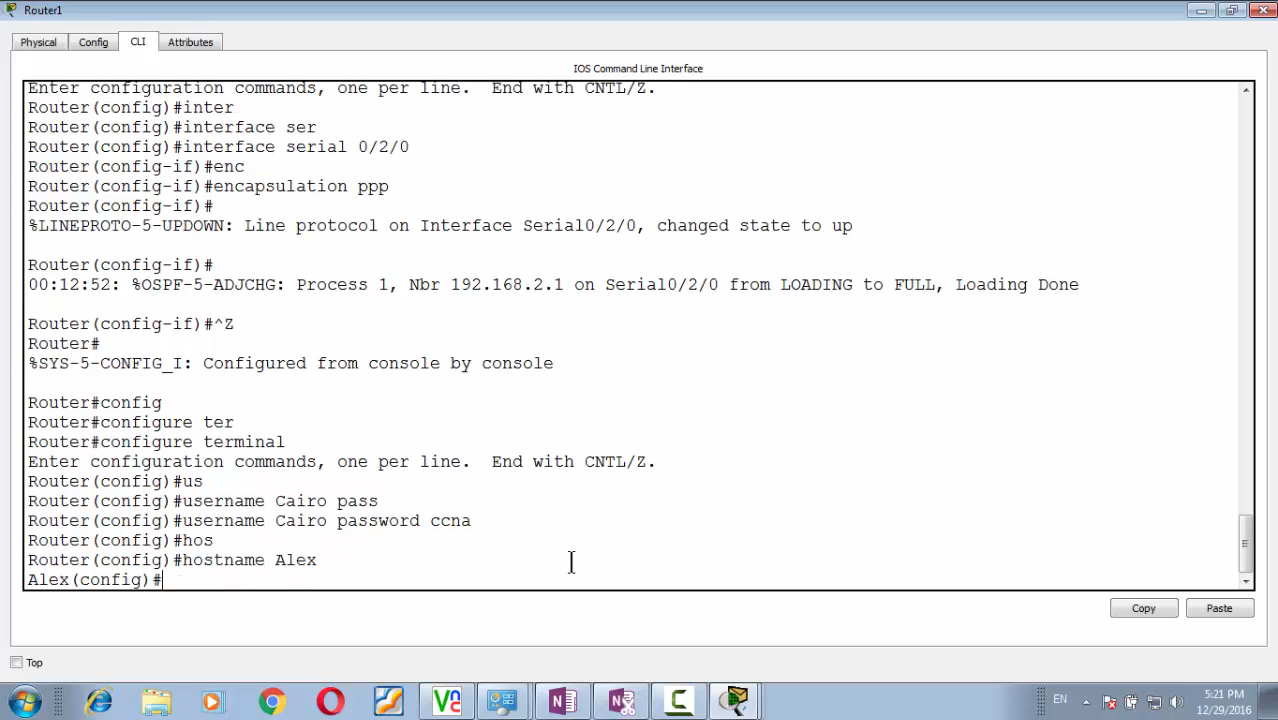 Router1
Physical
Config
CLI
Attributes
IOS Command Line Interface
Enter configuration commands, one per line.  End with CNTL/Z.
Router(config)#inter
Router(config)#interface ser
Router(config)#interface serial 0/2/0
Router(config-if)#enc
Router(config-if)#encapsulation ppp
Router(config-if)#
%LINEPROTO-5-UPDOWN: Line protocol on Interface Serial0/2/0, changed state to up
Router(config-if)#
00:12:52: %OSPF-5-ADJCHG: Process 1, Nbr 192.168.2.1 on Serial0/2/0 from LOADING to FULL, Loading Done
Router(config-if)#^Z
Router#
%SYS-5-CONFIG_I: Configured from console by console
Router#config
Router#configure ter
Router#configure terminal
Enter configuration commands, one per line.  End with CNTL/Z.
Router(config)#us
Router(config)#username Cairo pass
Router(config)#username Cairo password ccna
Router(config)#hos
Router(config)#hostname Alex
Alex(config)#
Copy
Paste
Top
EN
5:21 PM
12/29/2016